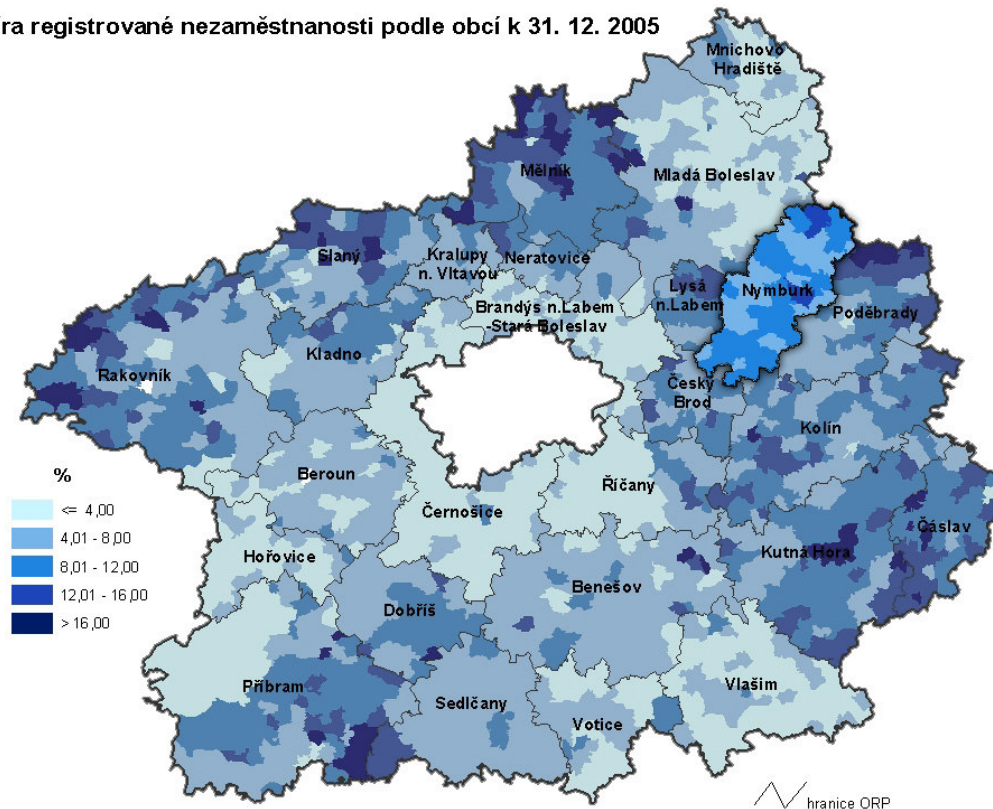 ra registrované nezaměstnanosti podle obcí k 31. 12. 2005
Mnichovo
Hradiště
Mělník
Mladá Boleslav
Slaný
Kralupy
n. Vltavou
Neratovice
Lysá
n.Labem
Nymburk
Brandýs n.Labem
-Stará Boleslav
Poděbrady
Kladno
Rakovník
Český
Brod
Kolín
Beroun
Říčany
Černošice
Čáslav
Kutná Hora
Hořovice
Benešov
Dobříš
Příbram
Sedlčany
Vlašim
Votice
%
<= 4,00
4,01 - 8,00
8,01 - 12,00
12,01 - 16,00
> 16,00
hranice ORP